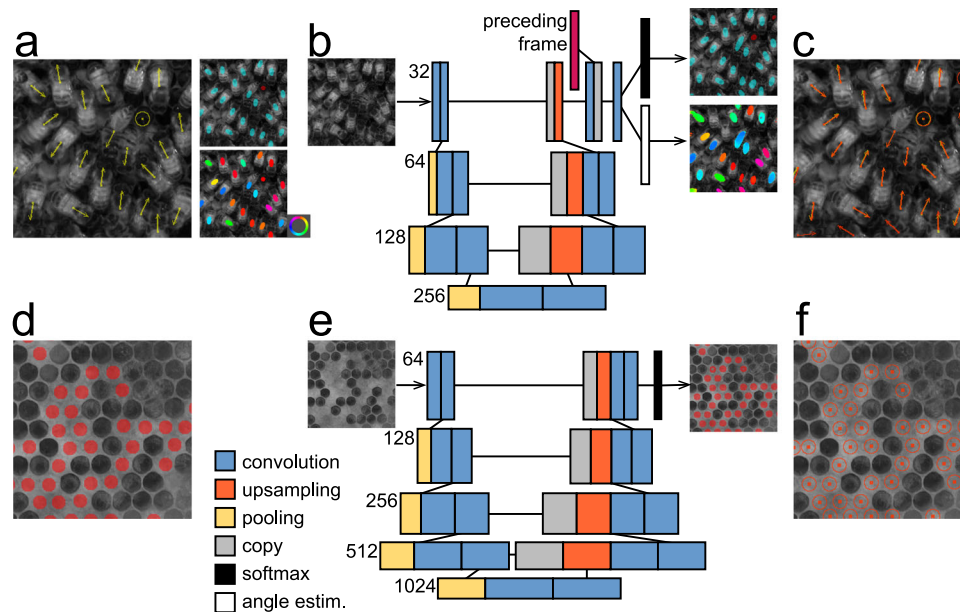 a
b
preceding
frame
c
32
64
128
256
d
e
f
64
128
256
512
1024
convolution
upsampling
pooling
copy
softmax
angle estim.